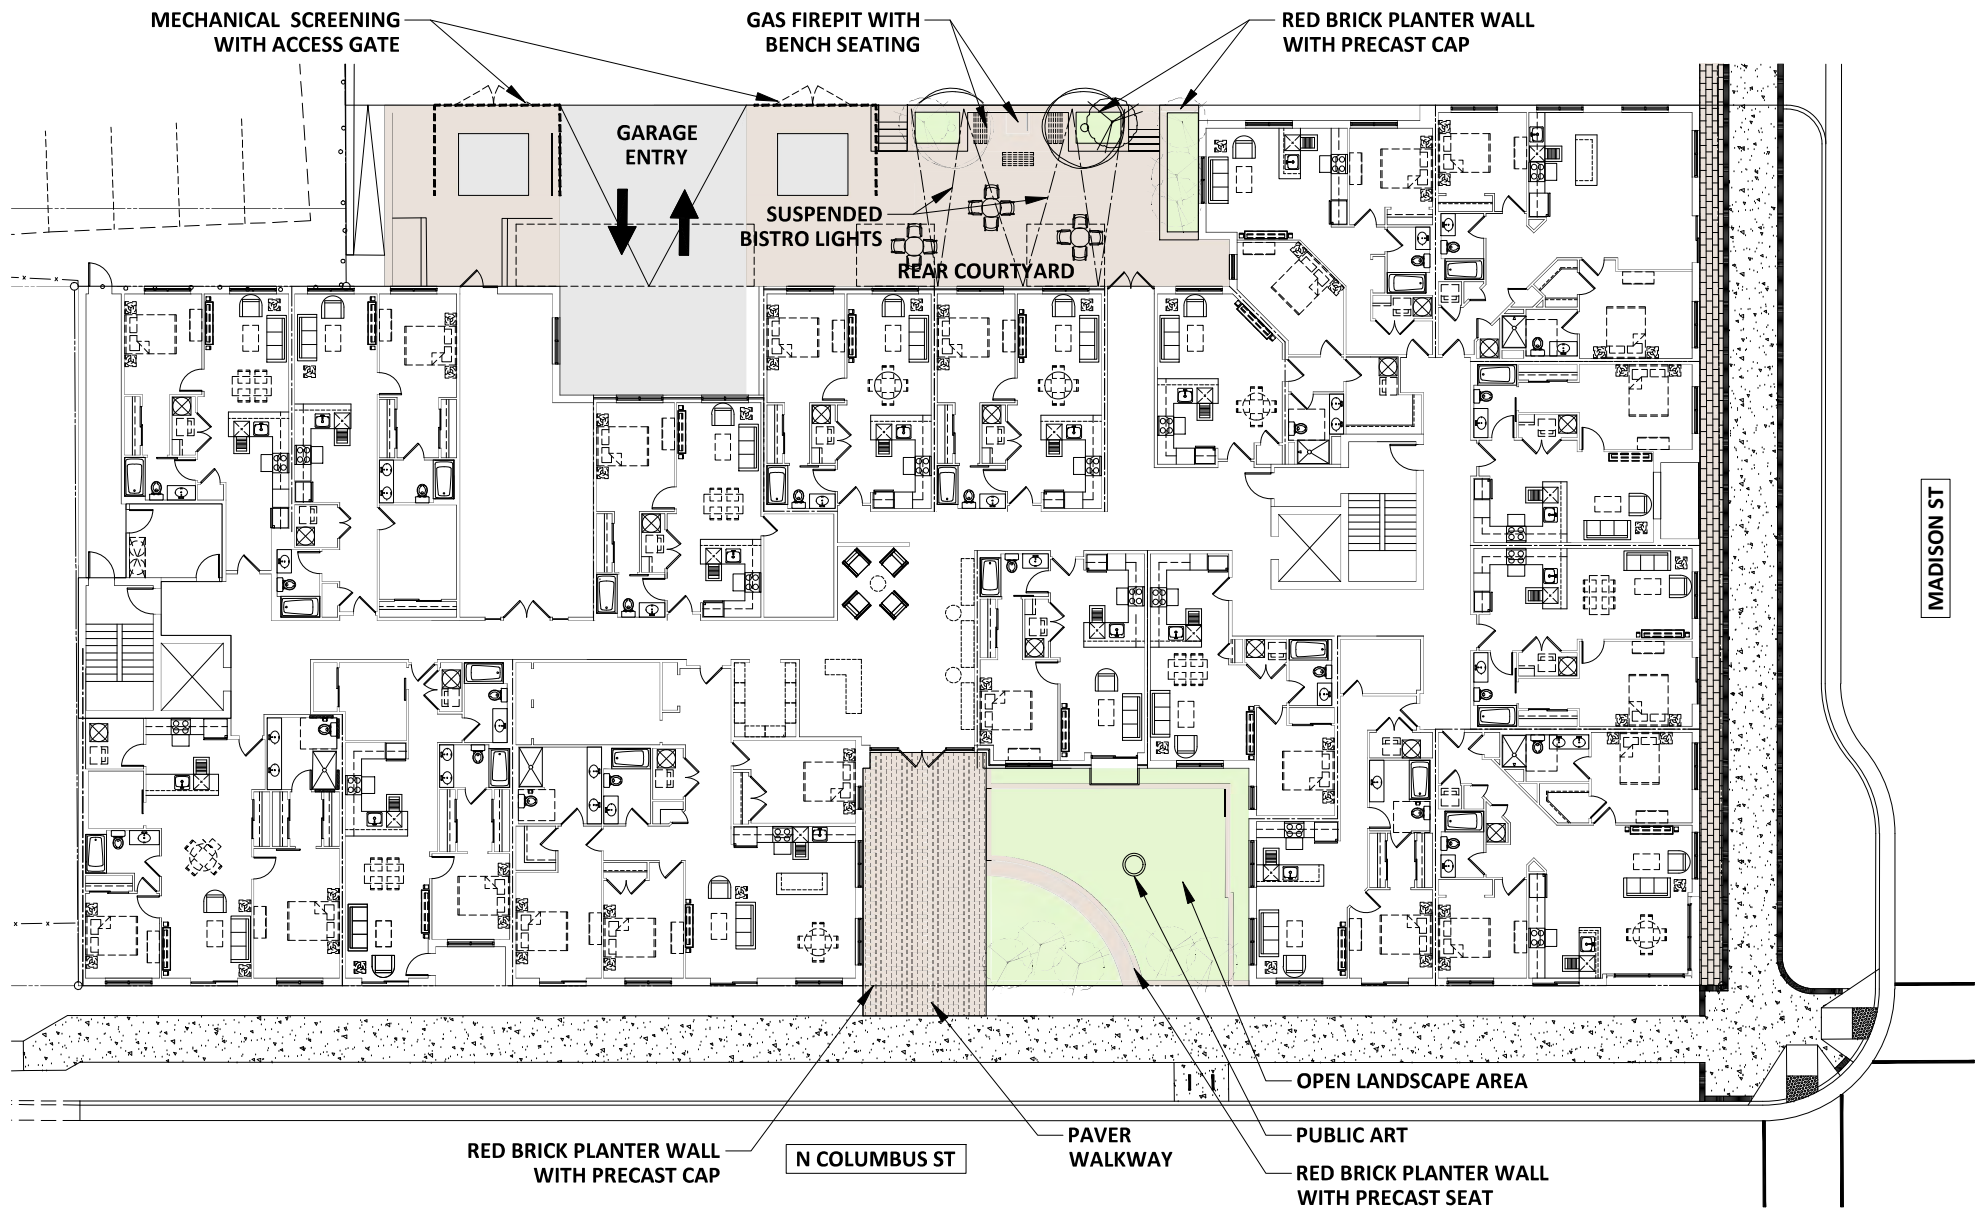 MECHANICAL SCREENING
WITH ACCESS GATE
GAS FIREPIT WITH
BENCH SEATING
RED BRICK PLANTER WALL
WITH PRECAST CAP
GARAGE
ENTRY
SUSPENDED
BISTRO LIGHTS
REAR COURTYARD
MADISON ST
OPEN LANDSCAPE AREA
RED BRICK PLANTER WALL
WITH PRECAST CAP
N COLUMBUS ST
PAVER
WALKWAY
PUBLIC ART
RED BRICK PLANTER WALL
WITH PRECAST SEAT